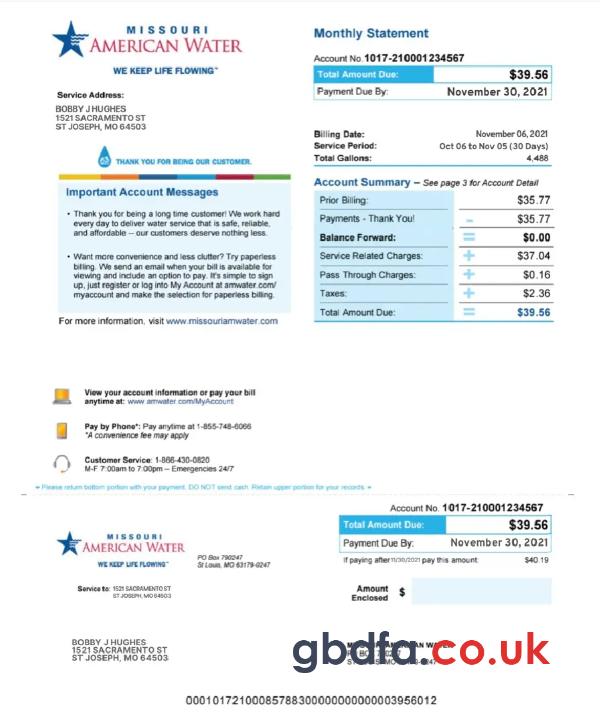 MISSOURI
AMERICAN WATER
WE KEEP LIFE FLOWING™
Service Address:
BOBBY J HUGHES
1521 SACRAMENTO ST
ST JOSEPH, MO 64503
THANK YOU FOR BEING OUR CUSTOMER.
Important Account Messages
• Thank you for being a long time customer! We work hard
every day to deliver water service that is safe, reliable,
and affordable – our customers deserve nothing less.
• Want more convenience and less clutter? Try paperless
billing. We send an email when your bill is available for
viewing and include an option to pay. It's simple to sign
up, just register or log into My Account at amwater.com/
myaccount and make the selection for paperless billing.
For more information, visit www.missouriamwater.com
Monthly Statement
Account No. 1017-210001234567
Total Amount Due: $39.56
Payment Due By: November 30, 2021
Billing Date: November 06, 2021
Service Period: Oct 06 to Nov 05 (30 Days)
Total Gallons: 4,488
Account Summary – See page 3 for Account Detail
Prior Billing: $35.77
Payments - Thank You! - $35.77
Balance Forward: = $0.00
Service Related Charges: + $37.04
Pass Through Charges: + $0.16
Taxes: + $2.36
Total Amount Due: = $39.56
View your account information or pay your bill
anytime at: www.amwater.com/MyAccount
Pay by Phone*: Pay anytime at 1-855-748-6066
*A convenience fee may apply
Customer Service: 1-866-430-0820
M-F 7:00am to 7:00pm – Emergencies 24/7
Please return bottom portion with your payment. DO NOT send cash. Retain upper portion for your records.
MISSOURI
AMERICAN WATER
WE KEEP LIFE FLOWING™
PO Box 790247
St Louis, MO 63179-0247
Service to: 1521 SACRAMENTO ST
ST JOSEPH, MO 64503
Account No. 1017-210001234567
Total Amount Due: $39.56
Payment Due By: November 30, 2021
If paying after 11/30/2021 pay this amount: $40.19
Amount
Enclosed $
BOBBY J HUGHES
1521 SACRAMENTO ST
ST JOSEPH, MO 64503
gbdfa.co.uk
00010172100085788300000000000003956012